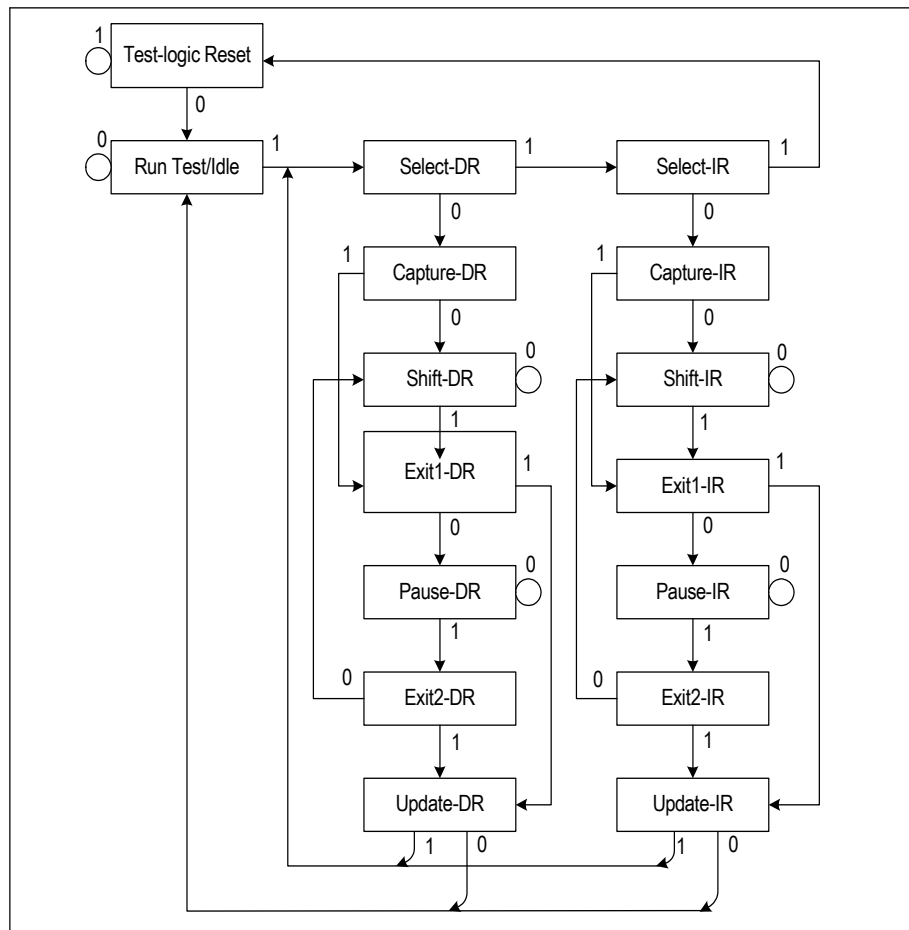 1
Test-logic Reset
0
0
Run Test/Idle
1
Select-DR
1
Select-IR
1
0
0
1
Capture-DR
1
Capture-IR
0
0
Shift-DR
0
Shift-IR
0
1
1
Exit1-DR
1
Exit1-IR
1
0
0
Pause-DR
0
Pause-IR
0
1
1
0
Exit2-DR
0
Exit2-IR
1
1
Update-DR
Update-IR
1
0
1
0